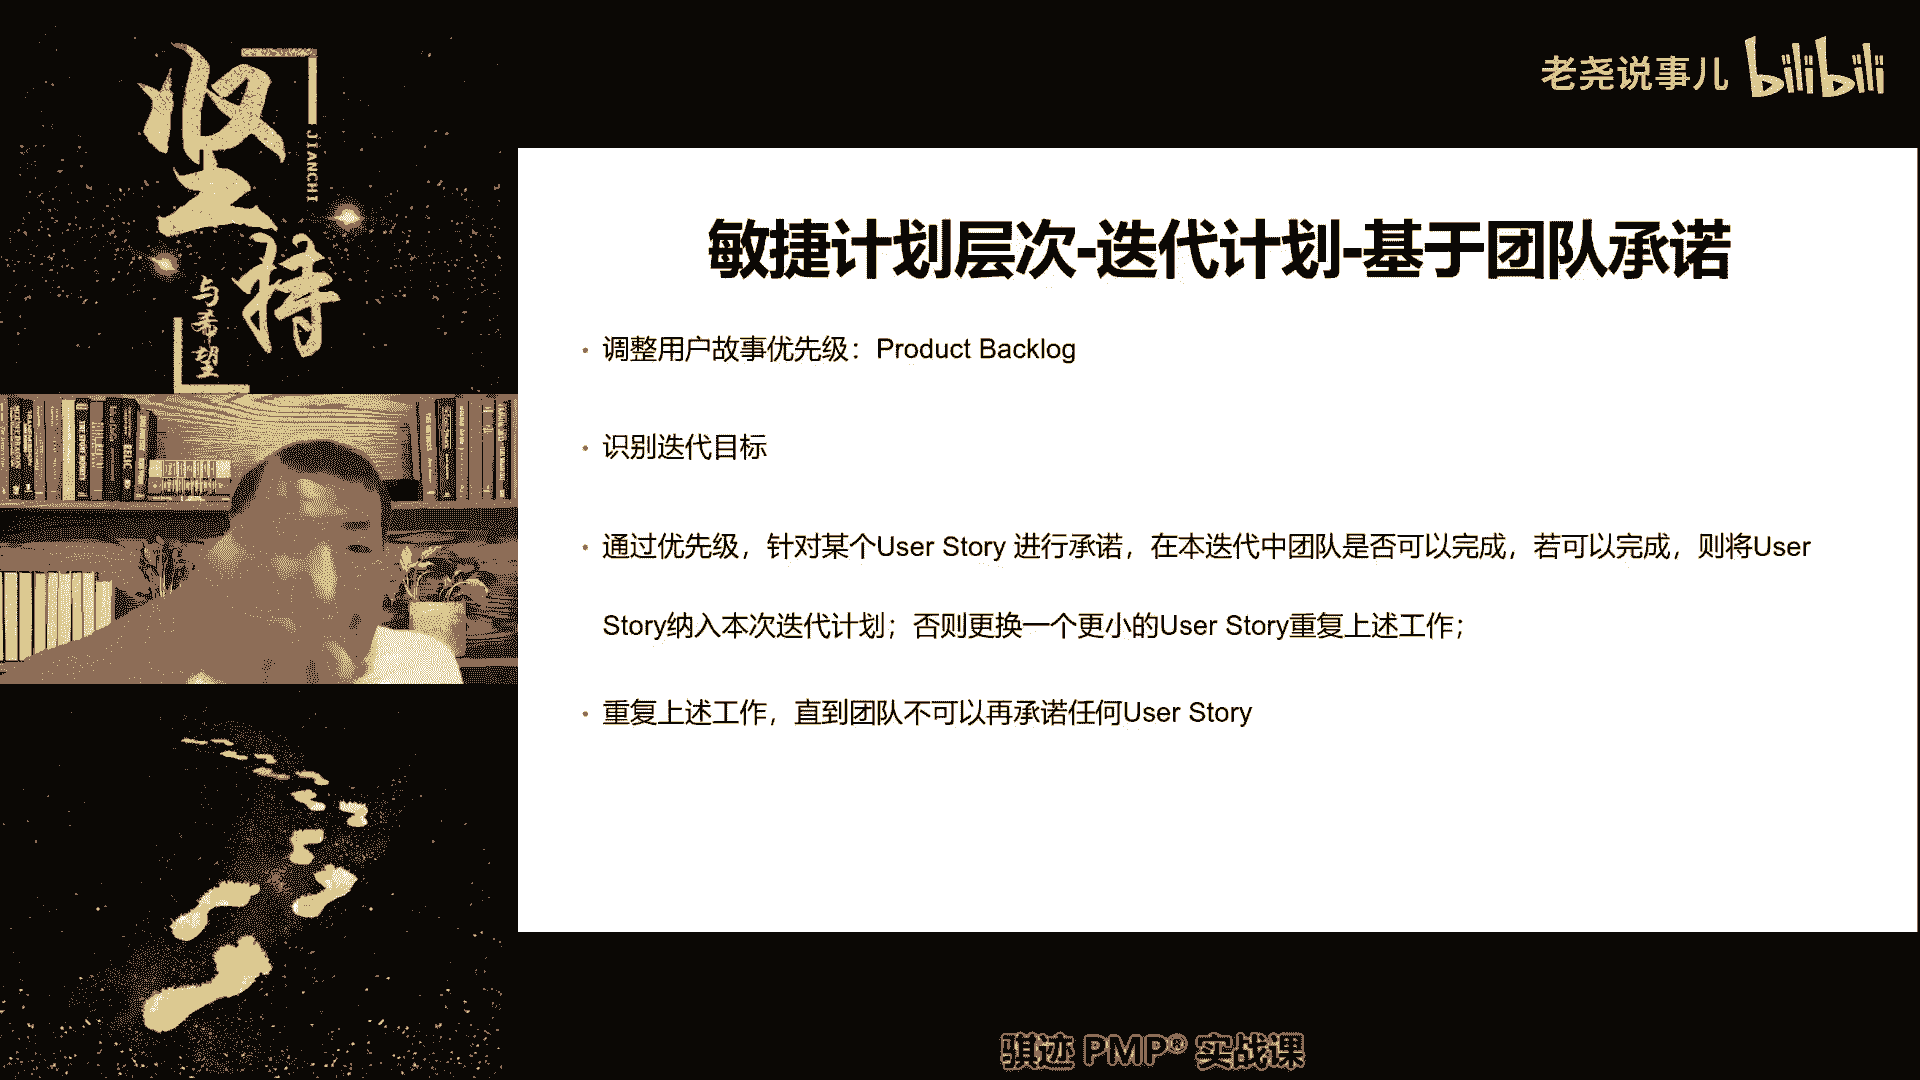 坚持
JIANCHI
与希望
老尧说事儿 bilibili
敏捷计划层次-迭代计划-基于团队承诺
• 调整用户故事优先级：Product Backlog
• 识别迭代目标
• 通过优先级，针对某个User Story 进行承诺，在本迭代中团队是否可以完成，若可以完成，则将User
Story纳入本次迭代计划；否则更换一个更小的User Story重复上述工作；
• 重复上述工作，直到团队不可以再承诺任何User Story
骐迹 PMP® 实战课